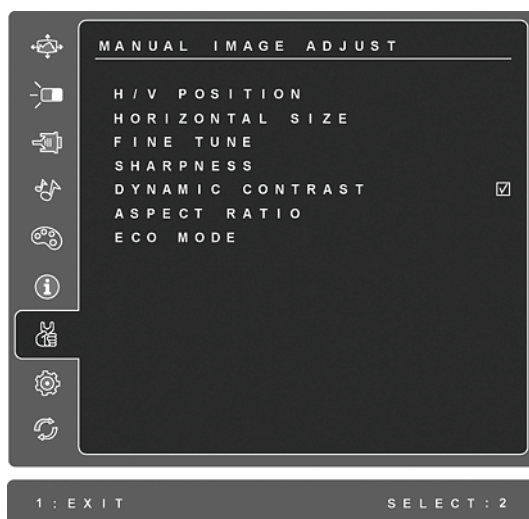 MANUAL IMAGE ADJUST
H/V POSITION
HORIZONTAL SIZE
FINE TUNE
SHARPNESS
DYNAMIC CONTRAST
ASPECT RATIO
ECO MODE
1:EXIT SELECT:2